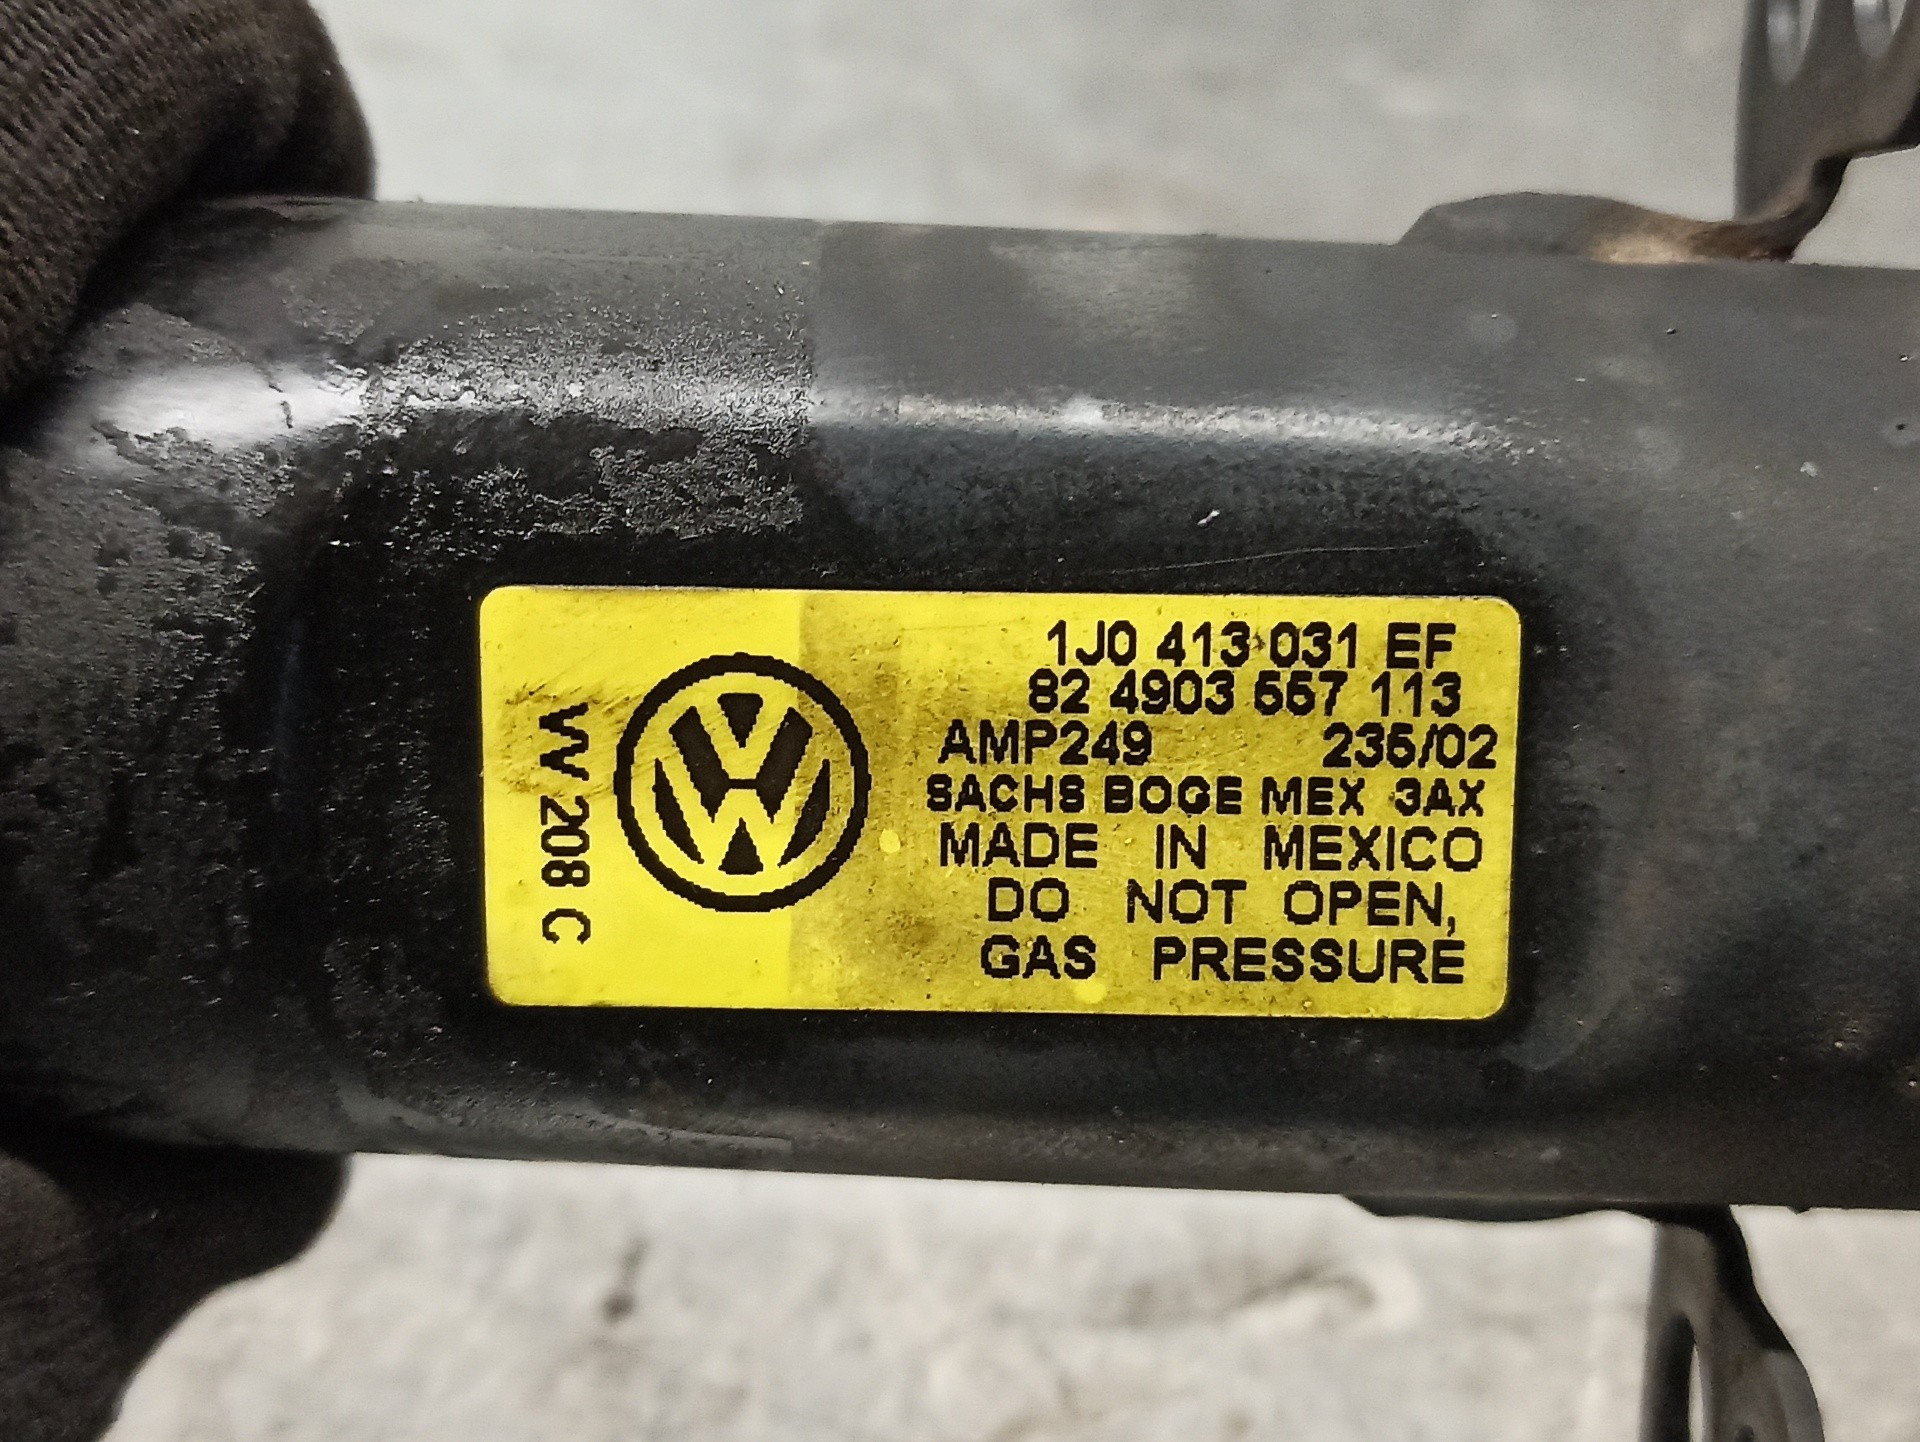 1J0 413 031 EF
82 4903 557 113
AMP249 235/02
SACHS BOGE MEX 3AX
MADE IN MEXICO
DO NOT OPEN,
GAS PRESSURE
VV 208 C